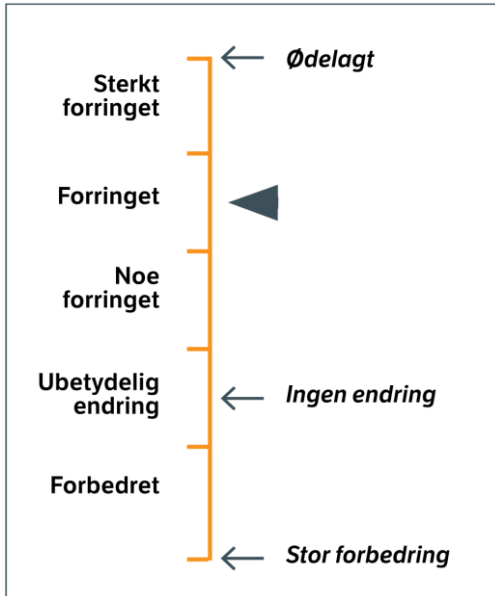 Ødelagt
Sterkt
forringet
Forringet
Noe
forringet
Ubetydelig
endring
Ingen endring
Forbedret
Stor forbedring